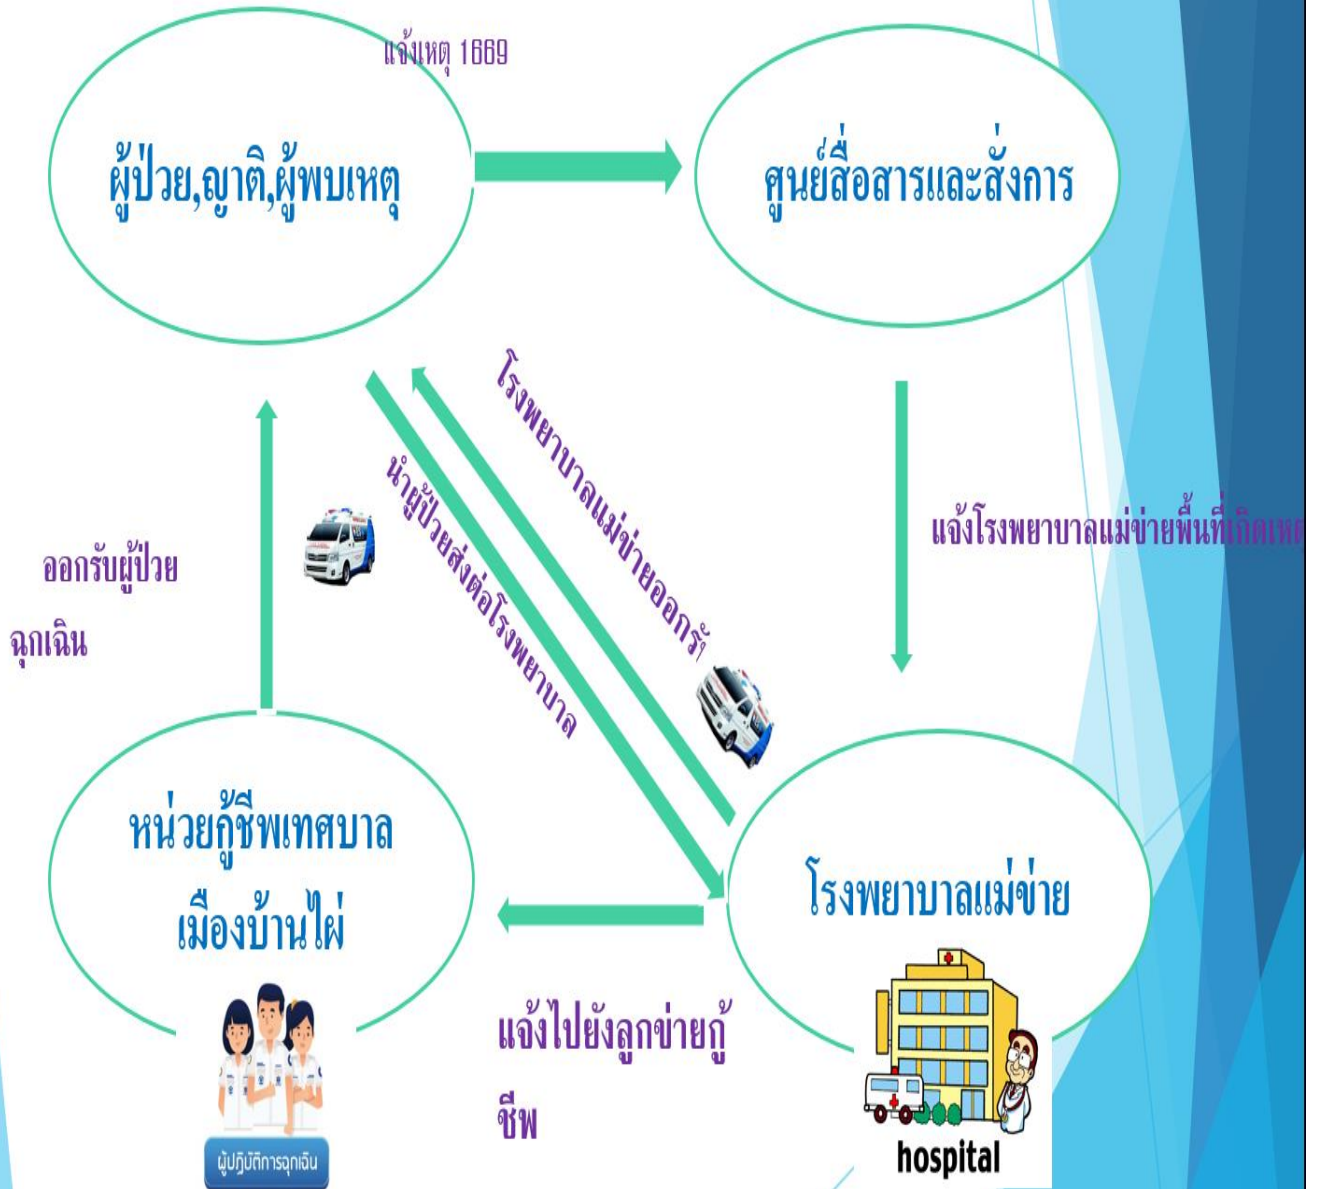 แจ้งเหตุ 1669
ผู้ป่วย,ญาติ,ผู้พบเหตุ
ศูนย์สื่อสารและสั่งการ
โรงพยาบาลแม่ข่ายออกรับ
นำผู้ป่วยส่งต่อโรงพยาบาล
แจ้งโรงพยาบาลแม่ข่ายพื้นที่เกิดเหตุ
ออกรับผู้ป่วย
ฉุกเฉิน
หน่วยกู้ชีพเทศบาล
เมืองบ้านไผ่
โรงพยาบาลแม่ข่าย
แจ้งไปยังลูกข่ายกู้
ชีพ
ผู้ปฏิบัติการฉุกเฉิน
hospital